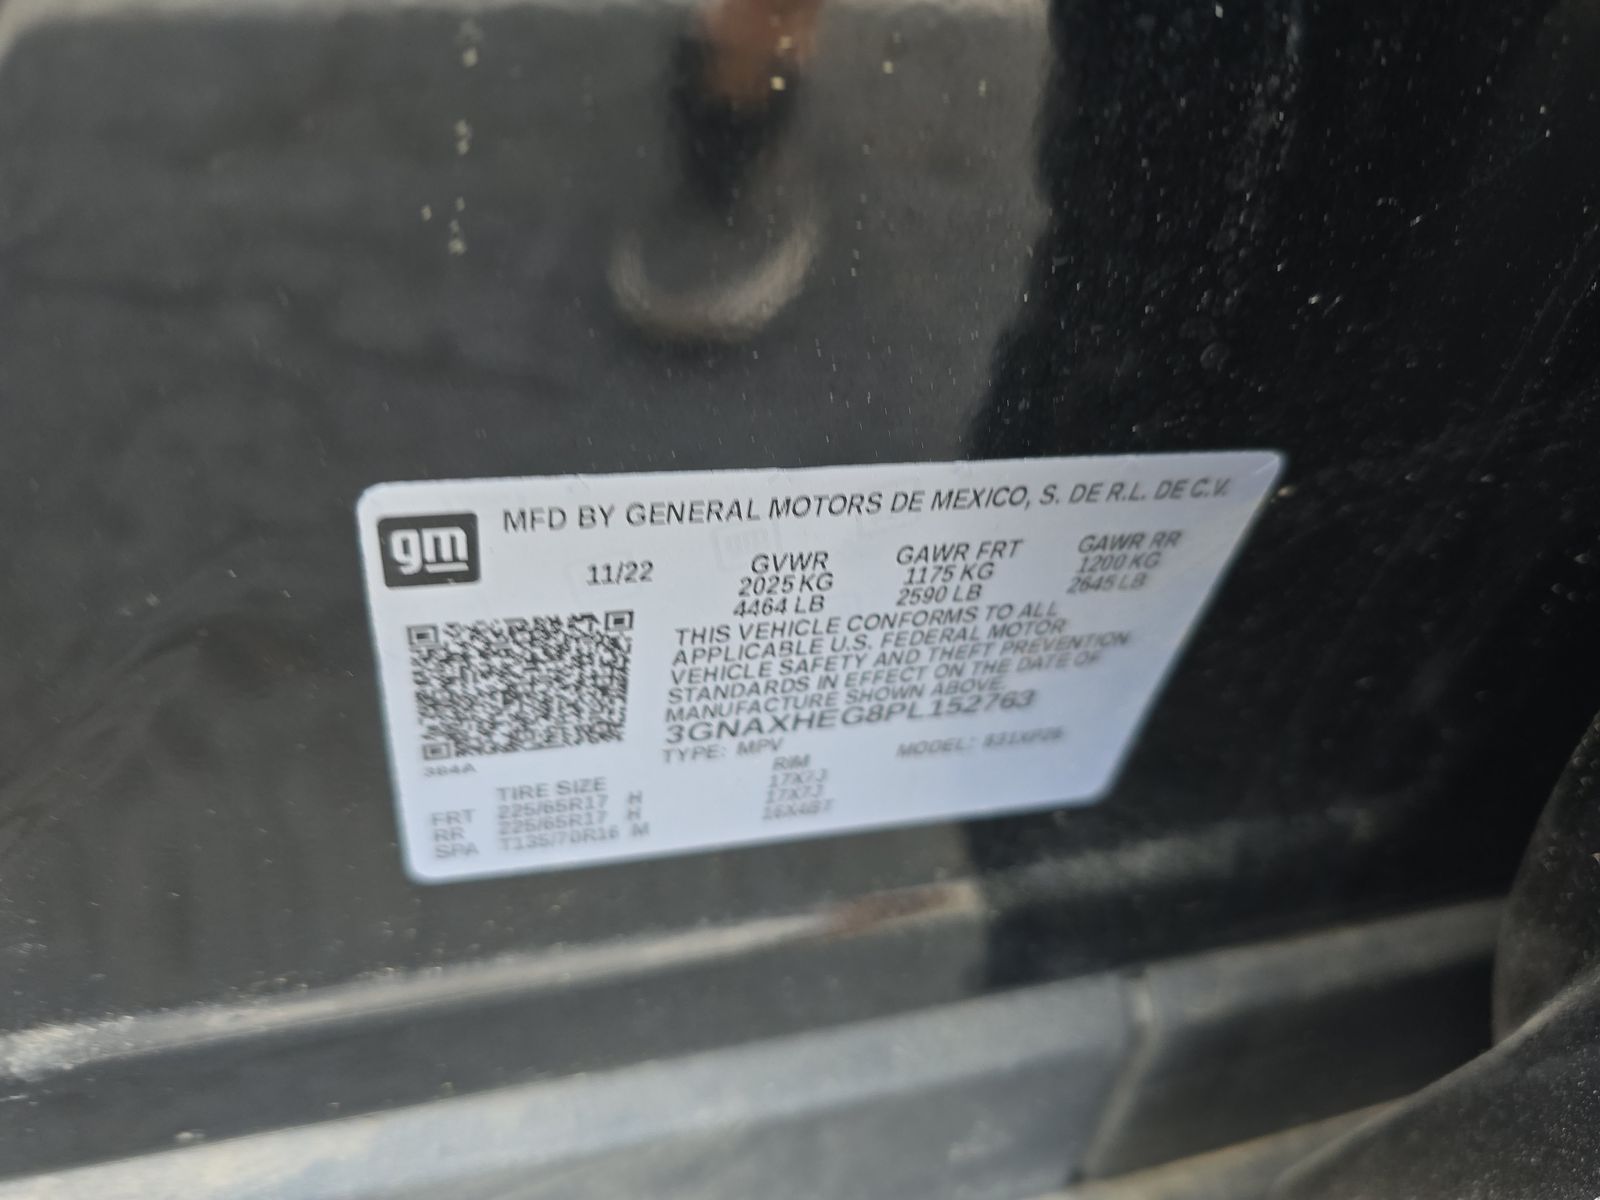 gm
MFD BY GENERAL MOTORS DE MEXICO, S. DE R.L. DE C.V.
11/22 GVWR GAWR FRT GAWR RR
2025 KG 1175 KG 1200 KG
4464 LB 2590 LB 2645 LB
THIS VEHICLE CONFORMS TO ALL
APPLICABLE U.S. FEDERAL MOTOR
VEHICLE SAFETY AND THEFT PREVENTION
STANDARDS IN EFFECT ON THE DATE OF
MANUFACTURE SHOWN ABOVE.
3GNAXHEG8PL152763
TYPE: MPV MODEL:
384A
TIRE SIZE RIM
FRT 225/65R17 H 17X7J
RR 225/65R17 H 17X7J
SPA T135/70R16 M 16X4BT